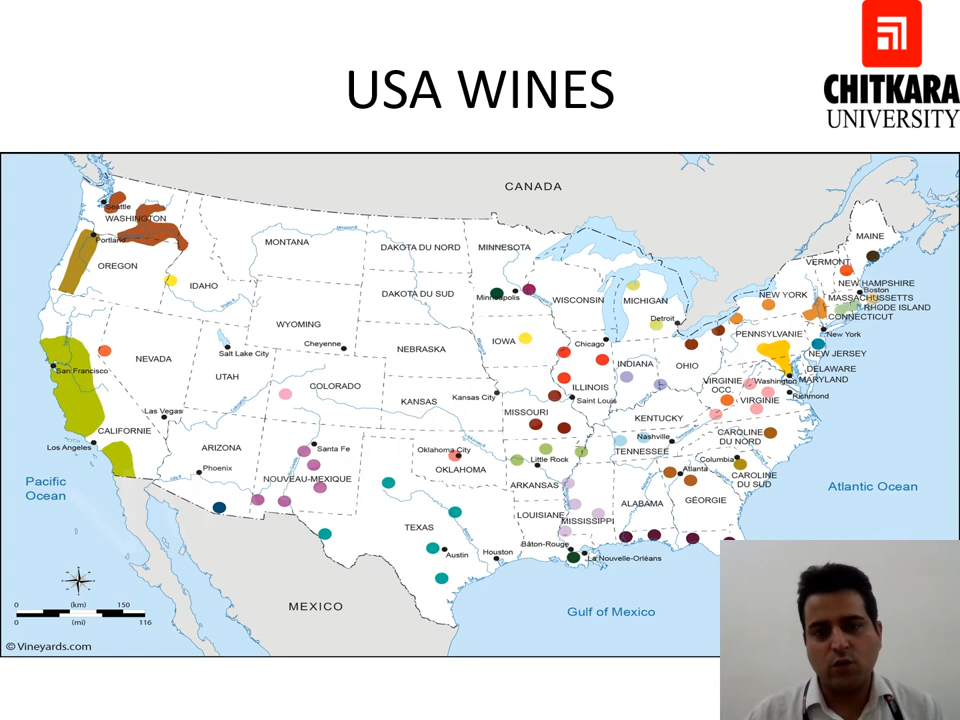 USA WINES
CHITKARA
UNIVERSITY
CANADA
Seattle
WASHINGTON
Portland
OREGON
MONTANA
IDAHO
DAKOTA DU NORD
MINNESOTA
DAKOTA DU SUD
Minneapolis
WISCONSIN
MICHIGAN
Detroit
MAINE
VERMONT
NEW HAMPSHIRE
Boston
MASSACHUSETTS
RHODE ISLAND
CONNECTICUT
NEW YORK
New York
PENNSYLVANIE
NEW JERSEY
DELAWARE
MARYLAND
Washington
Richmond
VIRGINIE
OCC.
VIRGINIE
WYOMING
Cheyenne
NEBRASKA
IOWA
Chicago
INDIANA
OHIO
ILLINOIS
San Francisco
NEVADA
Salt Lake City
UTAH
COLORADO
KANSAS
Kansas City
Saint Louis
MISSOURI
KENTUCKY
Las Vegas
CALIFORNIE
Los Angeles
ARIZONA
Phoenix
Santa Fe
NOUVEAU-MEXIQUE
Oklahoma City
OKLAHOMA
Little Rock
ARKANSAS
Nashville
TENNESSEE
CAROLINE
DU NORD
Columbia
CAROLINE
DU SUD
Atlanta
GÉORGIE
ALABAMA
LOUISIANE
MISSISSIPPI
TEXAS
Austin
Houston
Bâton-Rouge
La Nouvelle-Orléans
Pacific
Ocean
Atlantic Ocean
MEXICO
Gulf of Mexico
0 (km) 150
0 (mi) 116
© Vineyards.com